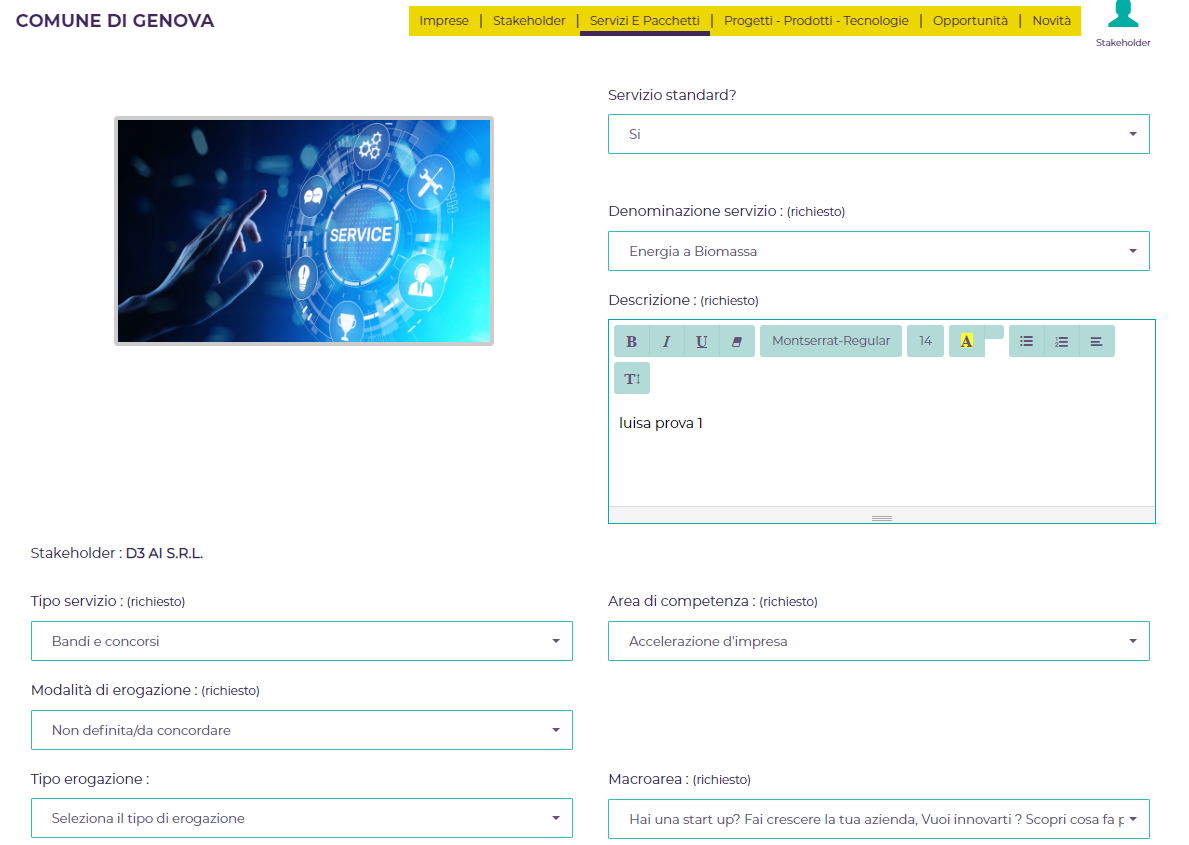 COMUNE DI GENOVA
Imprese | Stakeholder | Servizi E Pacchetti | Progetti - Prodotti - Tecnologie | Opportunità | Novità
Stakeholder
SERVICE
Servizio standard?
Si
Denominazione servizio : (richiesto)
Energia a Biomassa
Descrizione : (richiesto)
B I U Montserrat-Regular 14 A
T
luisa prova 1
Stakeholder : D3 AI S.R.L.
Tipo servizio : (richiesto)
Bandi e concorsi
Area di competenza : (richiesto)
Accelerazione d'impresa
Modalità di erogazione : (richiesto)
Non definita/da concordare
Tipo erogazione :
Seleziona il tipo di erogazione
Macroarea : (richiesto)
Hai una start up? Fai crescere la tua azienda, Vuoi innovarti ? Scopri cosa fa p